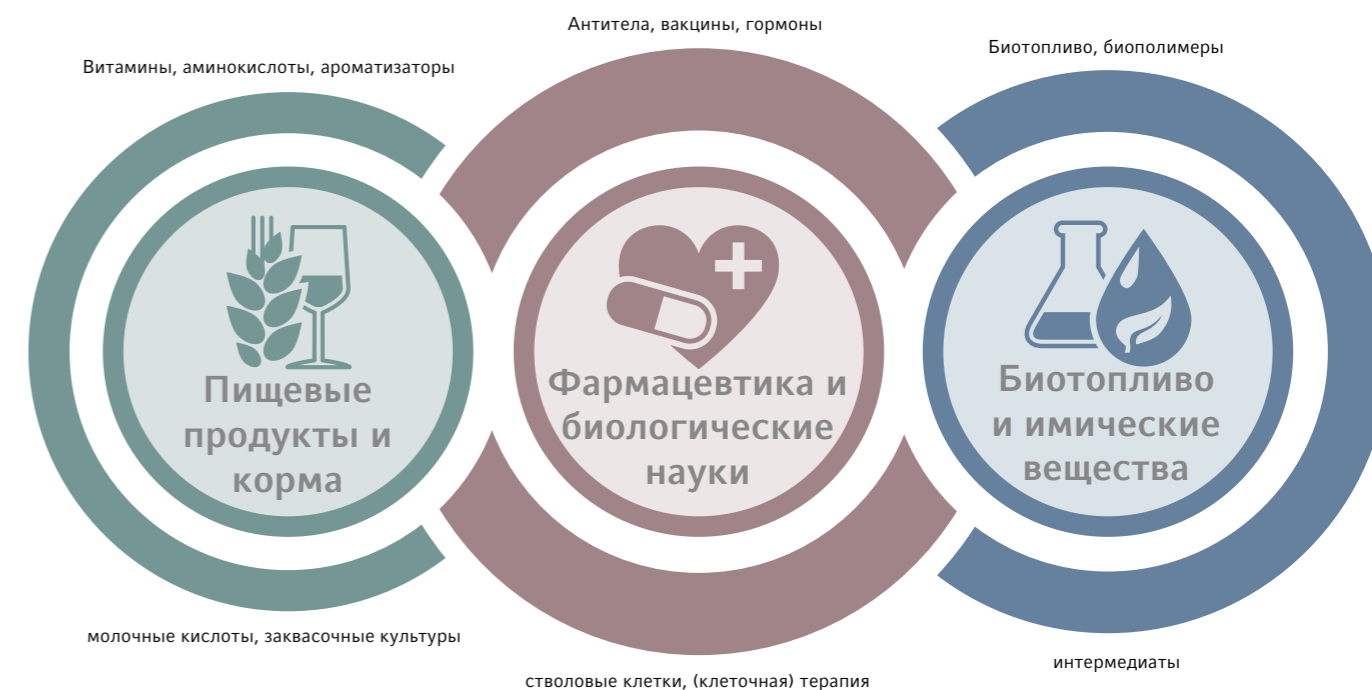 Антитела, вакцины, гормоны
Биотопливо, биополимеры
Витамины, аминокислоты, ароматизаторы
Пищевые
продукты и
корма
Фармацевтика и
биологические
науки
Биотопливо
и имические
вещества
молочные кислоты, заквасочные культуры
интермедиаты
стволовые клетки, (клеточная) терапия